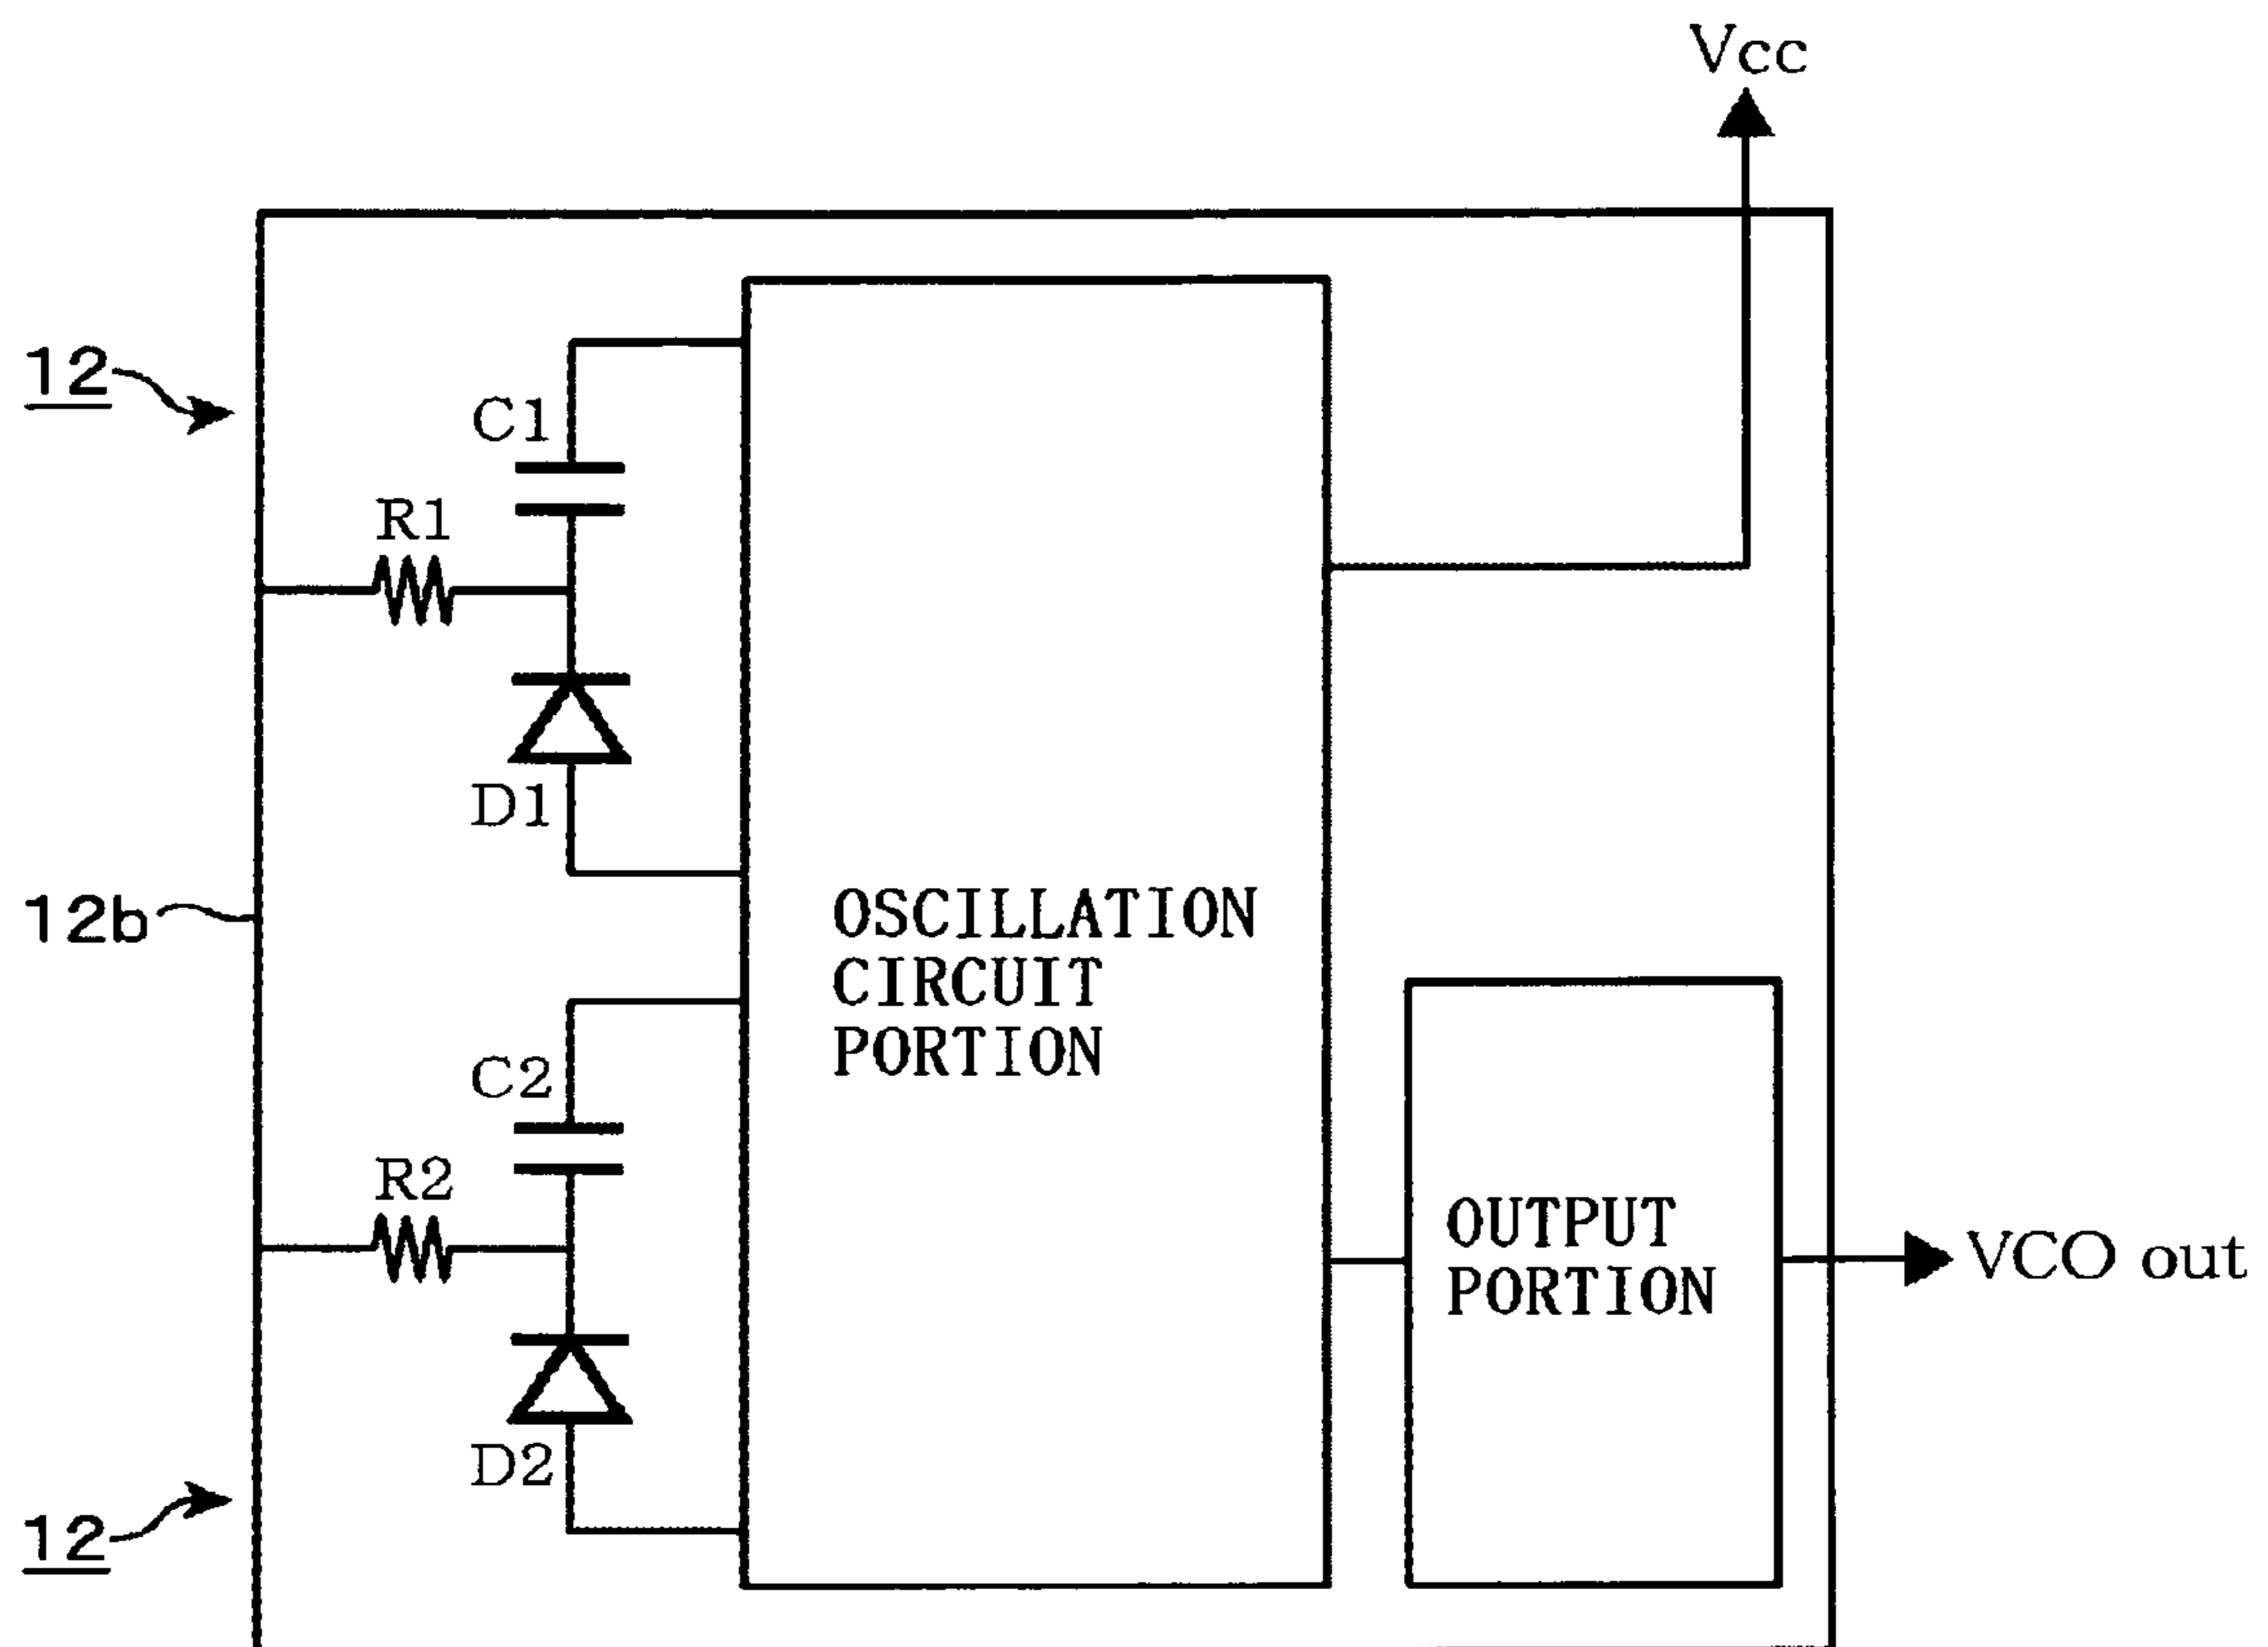 Vcc
12
C1
R1
D1
12b
OSCILLATION
CIRCUIT
PORTION
C2
R2
OUTPUT
PORTION
VCO out
D2
12